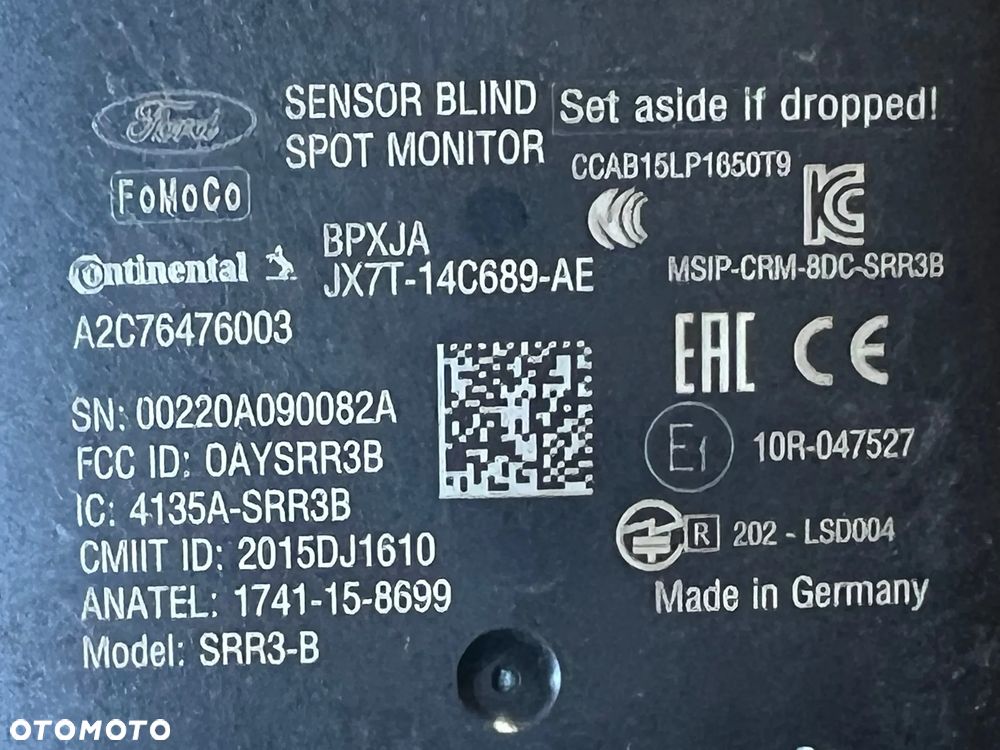 Ford
SENSOR BLIND
SPOT MONITOR
Set aside if dropped!
FoMoCo
CCAB15LP1650T9
Continental
BPXJA
JX7T-14C689-AE
MSIP-CRM-8DC-SRR3B
A2C76476003
EAC CE
SN: 00220A090082A
FCC ID: OAYSRR3B
IC: 4135A-SRR3B
CMIIT ID: 2015DJ1610
ANATEL: 1741-15-8699
Model: SRR3-B
E1 10R-047527
R 202 - LSD004
Made in Germany
OTOMOTO